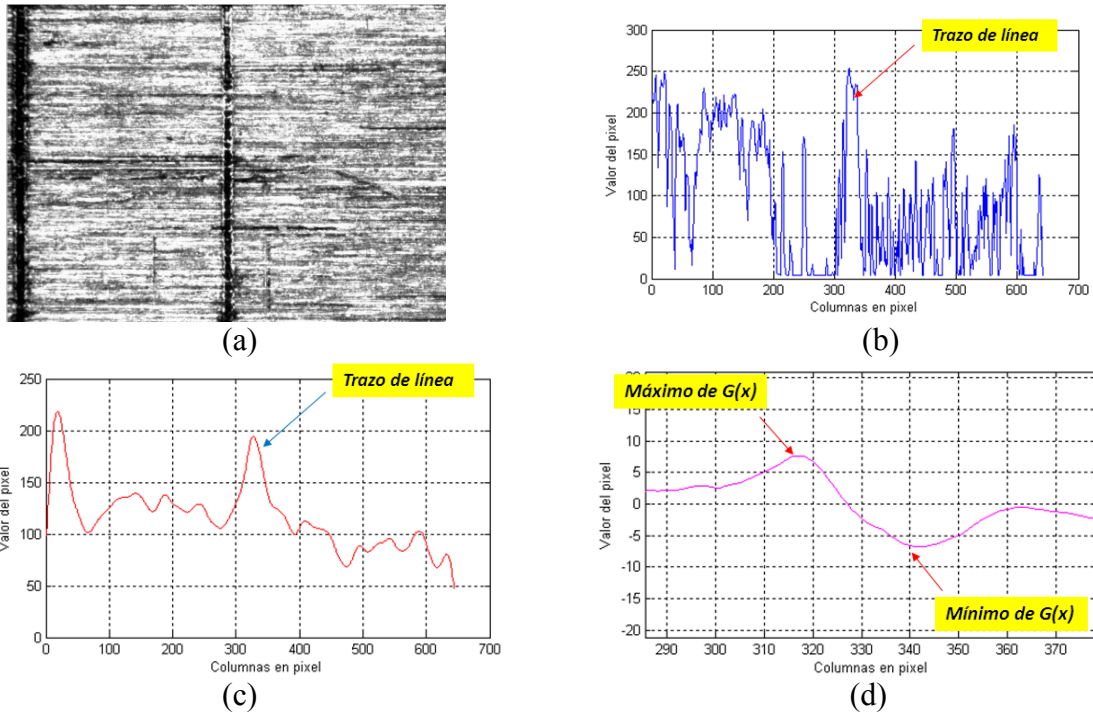 Trazo de línea
300
250
200
150
100
50
0
Valor del pixel
0 100 200 300 400 500 600 700
Columnas en pixel
(a)
(b)
Trazo de línea
250
200
150
100
50
0
Valor del pixel
0 100 200 300 400 500 600 700
Columnas en pixel
(c)
Máximo de G(x)
20
15
10
5
0
-5
-10
-15
-20
Valor del pixel
Mínimo de G(x)
290 300 310 320 330 340 350 360 370
Columnas en pixel
(d)